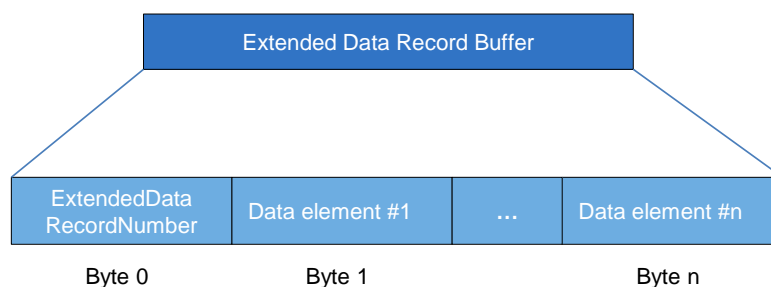 Extended Data Record Buffer
ExtendedData
RecordNumber
Data element #1
...
Data element #n
Byte 0
Byte 1
Byte n